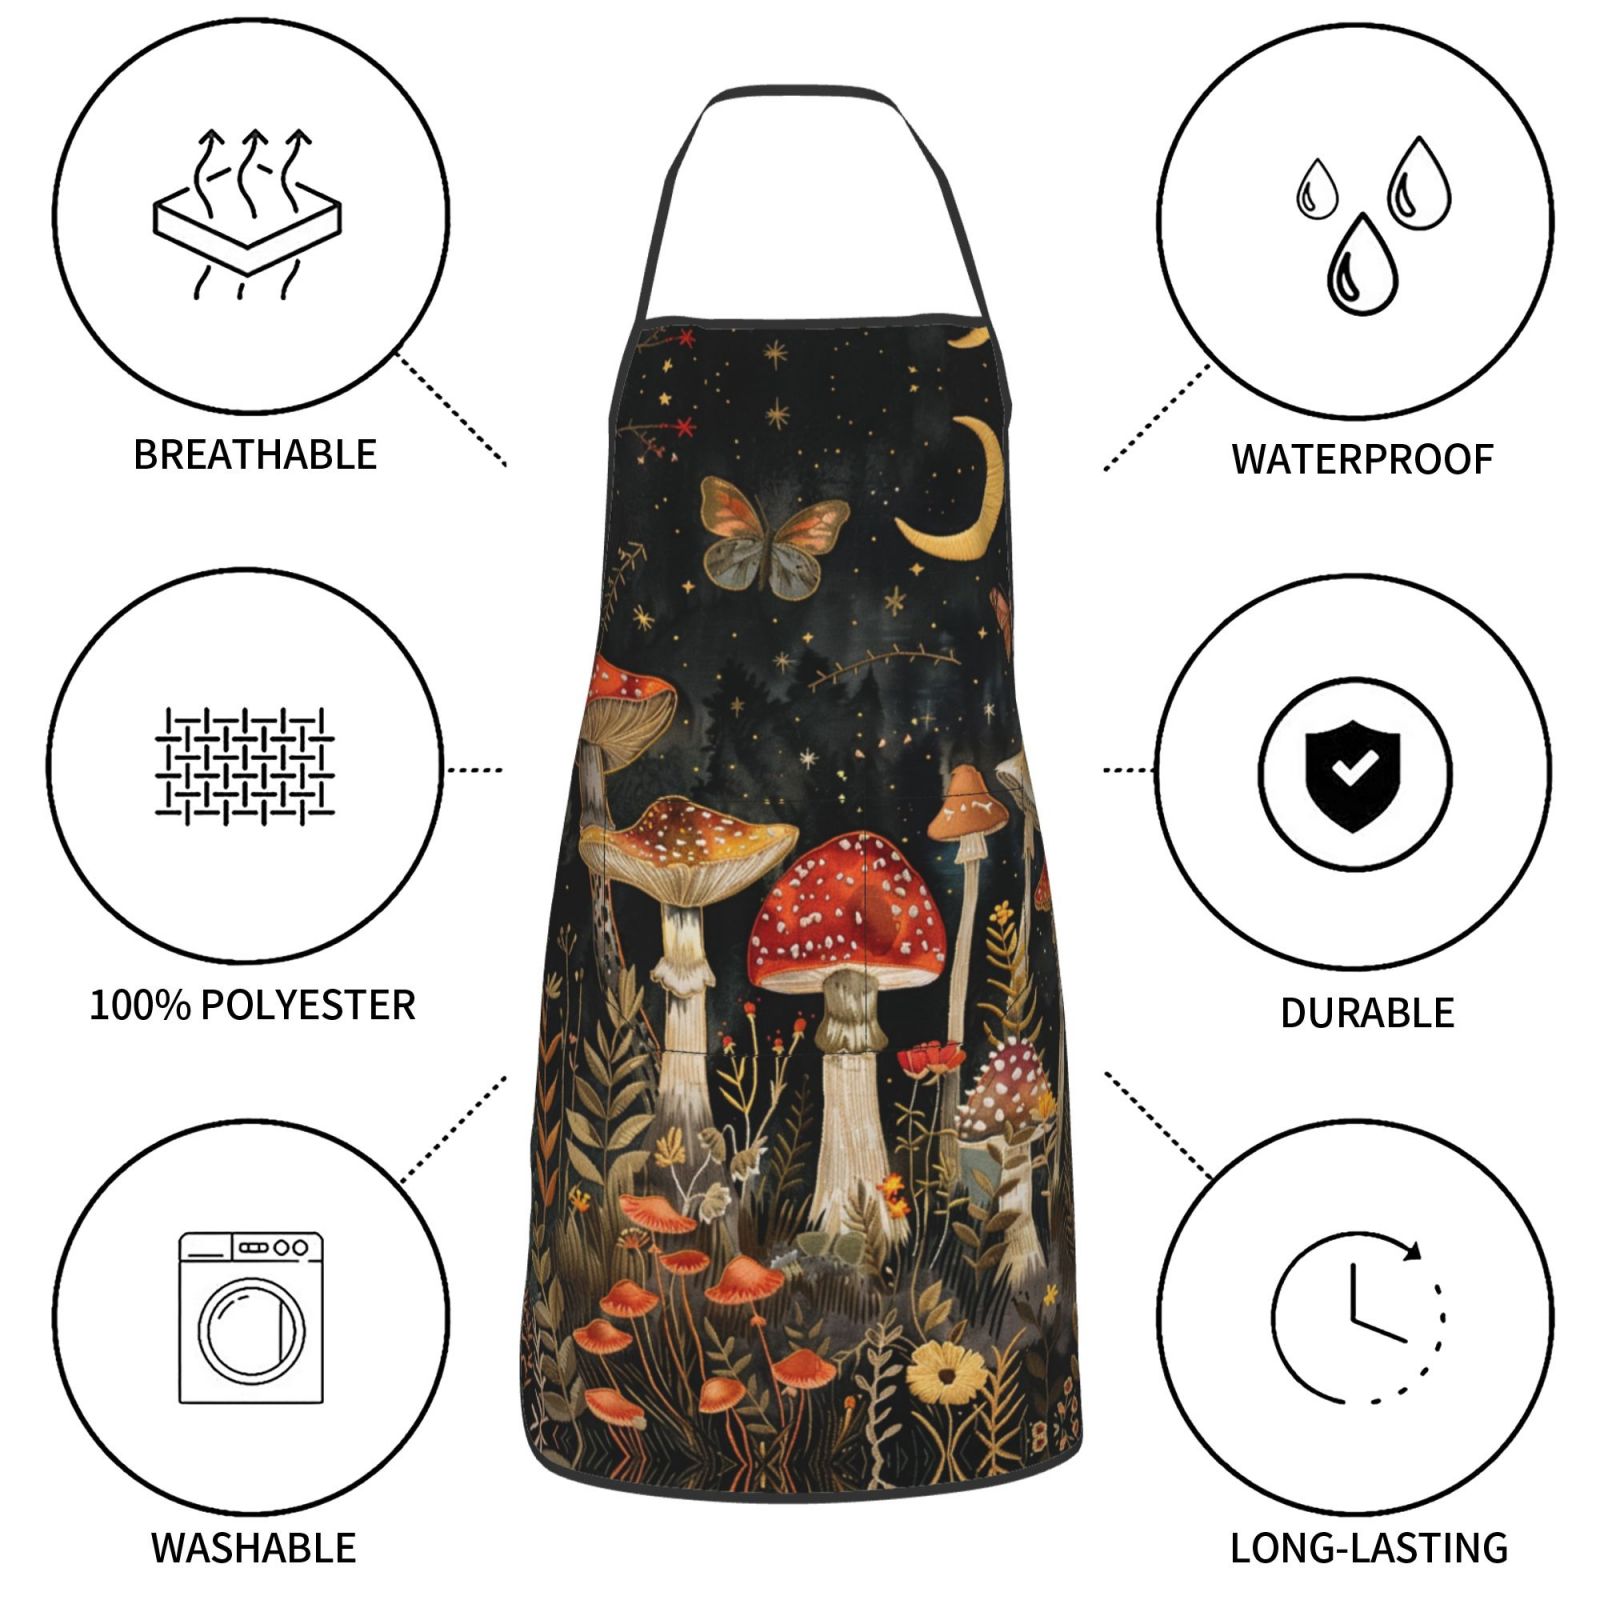 BREATHABLE
WATERPROOF
100% POLYESTER
DURABLE
WASHABLE
LONG-LASTING